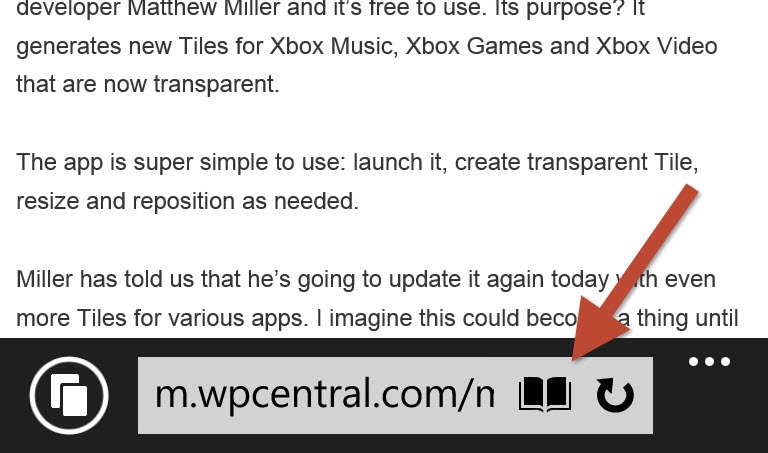 developer Matthew Miller and it's free to use. Its purpose? It
generates new Tiles for Xbox Music, Xbox Games and Xbox Video
that are now transparent.
The app is super simple to use: launch it, create transparent Tile,
resize and reposition as needed.
Miller has told us that he's going to update it again today with even
more Tiles for various apps. I imagine this could become a thing until
m.wpcentral.com/n